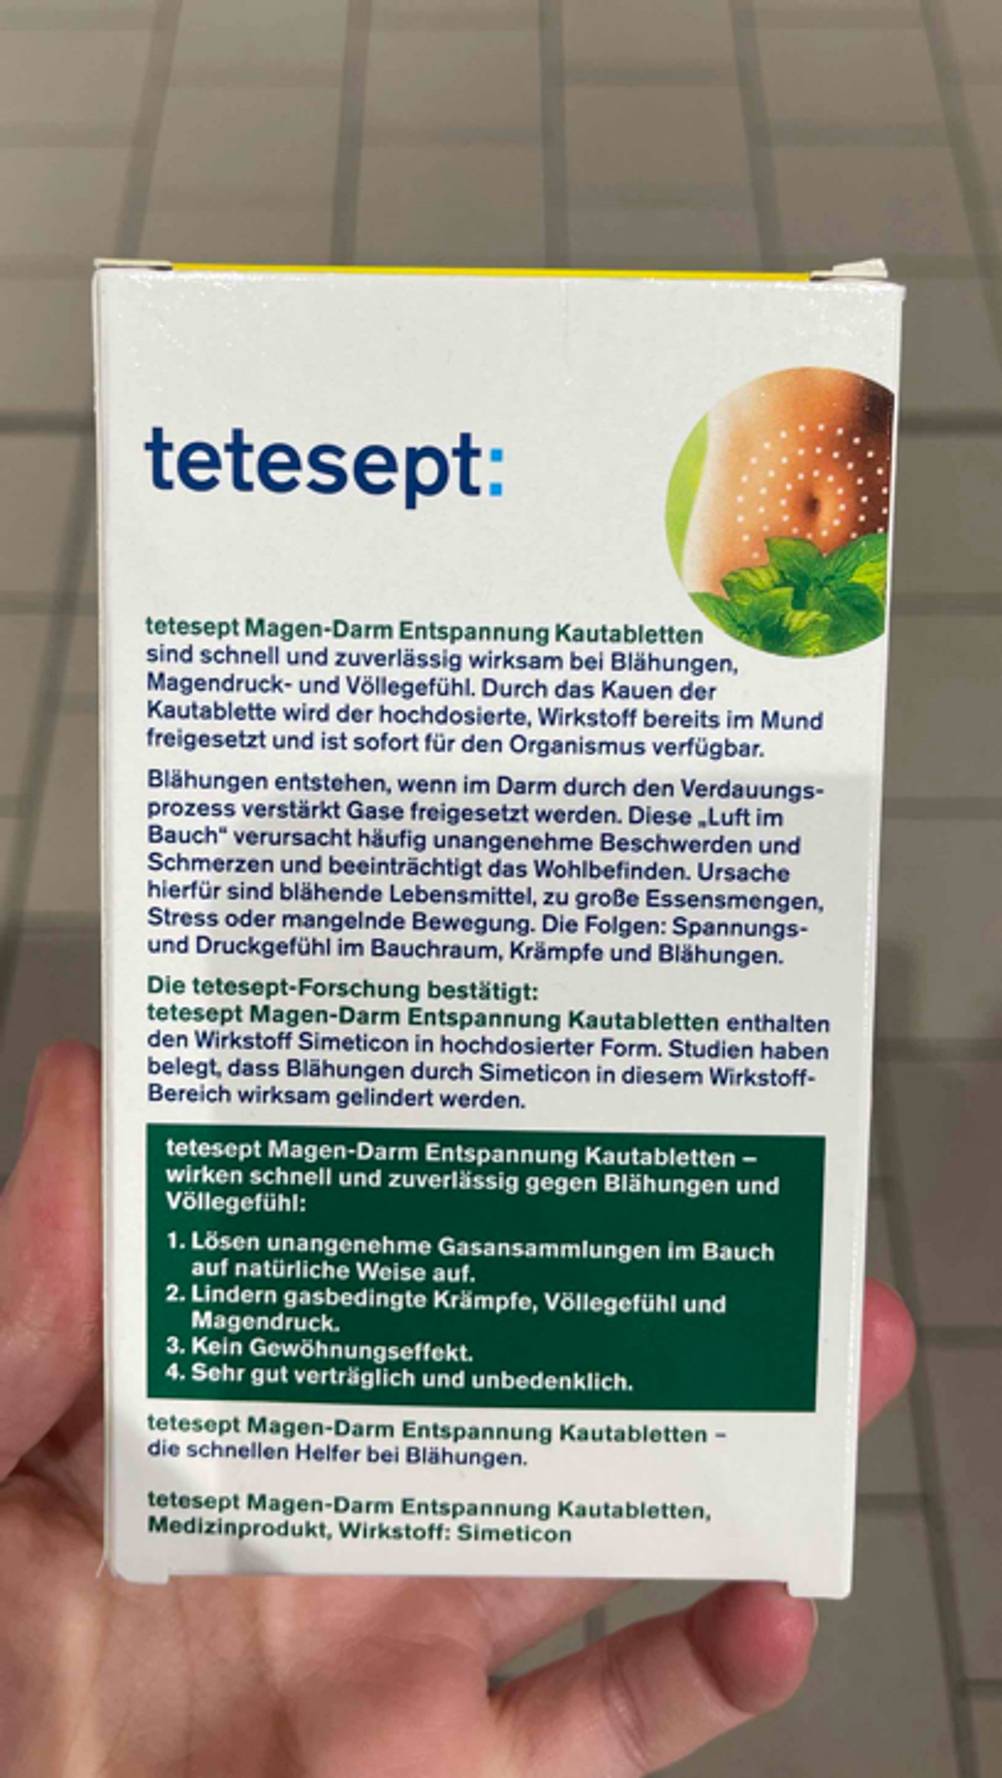 tetesept:
tetesept Magen-Darm Entspannung Kautabletten
sind schnell und zuverlässig wirksam bei Blähungen,
Magendruck- und Völlegefühl. Durch das Kauen der
Kautablette wird der hochdosierte, Wirkstoff bereits im Mund
freigesetzt und ist sofort für den Organismus verfügbar.
Blähungen entstehen, wenn im Darm durch den Verdauungs-
prozess verstärkt Gase freigesetzt werden. Diese „Luft im
Bauch“ verursacht häufig unangenehme Beschwerden und
Schmerzen und beeinträchtigt das Wohlbefinden. Ursache
hierfür sind blähende Lebensmittel, zu große Essensmengen,
Stress oder mangelnde Bewegung. Die Folgen: Spannungs-
und Druckgefühl im Bauchraum, Krämpfe und Blähungen.
Die tetesept-Forschung bestätigt:
tetesept Magen-Darm Entspannung Kautabletten enthalten
den Wirkstoff Simeticon in hochdosierter Form. Studien haben
belegt, dass Blähungen durch Simeticon in diesem Wirkstoff-
Bereich wirksam gelindert werden.
tetesept Magen-Darm Entspannung Kautabletten –
wirken schnell und zuverlässig gegen Blähungen und
Völlegefühl:
1. Lösen unangenehme Gasansammlungen im Bauch
auf natürliche Weise auf.
2. Lindern gasbedingte Krämpfe, Völlegefühl und
Magendruck.
3. Kein Gewöhnungseffekt.
4. Sehr gut verträglich und unbedenklich.
tetesept Magen-Darm Entspannung Kautabletten –
die schnellen Helfer bei Blähungen.
tetesept Magen-Darm Entspannung Kautabletten,
Medizinprodukt, Wirkstoff: Simeticon